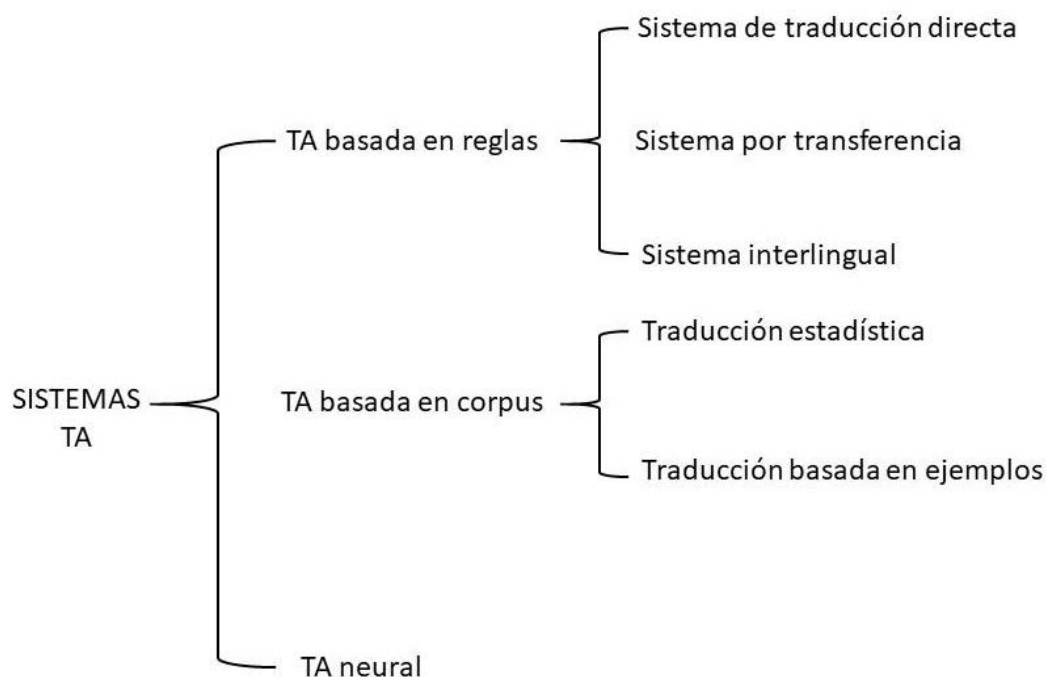 Sistema de traducción directa
TA basada en reglas
Sistema por transferencia
Sistema interlingual
Traducción estadística
SISTEMAS
TA
TA basada en corpus
Traducción basada en ejemplos
TA neural